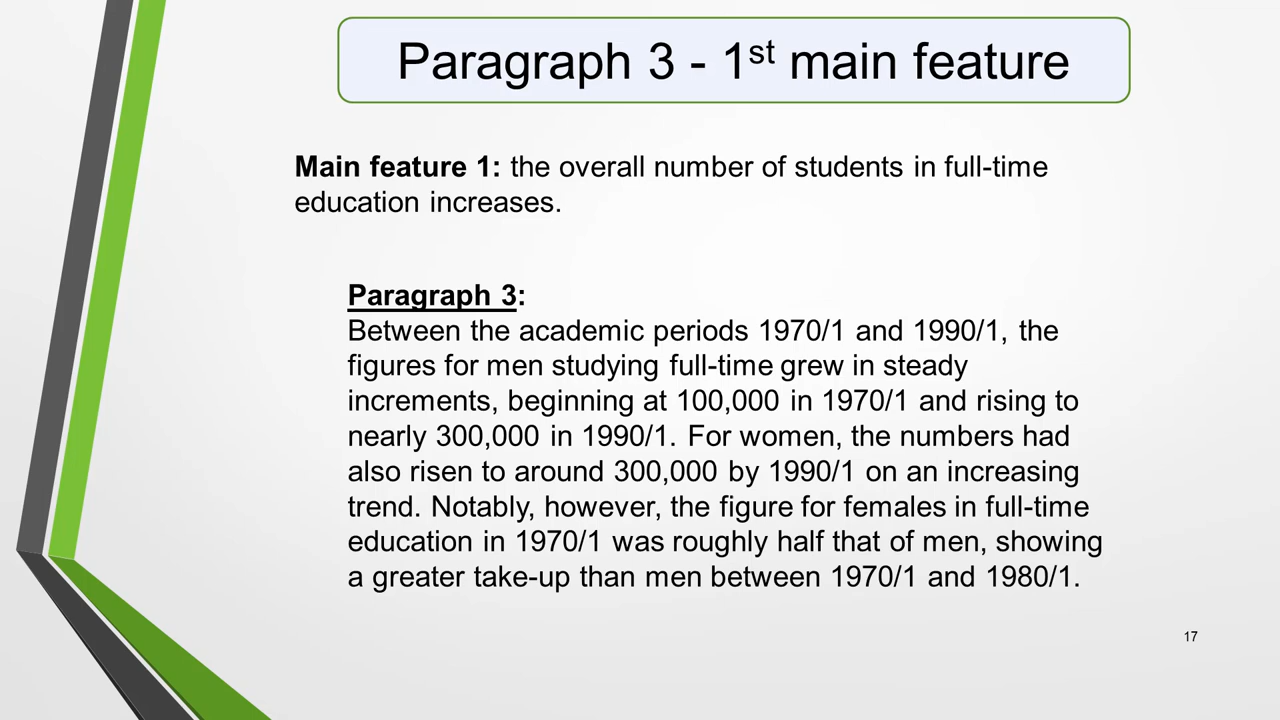 Paragraph 3 - 1st main feature
Main feature 1: the overall number of students in full-time
education increases.
Paragraph 3:
Between the academic periods 1970/1 and 1990/1, the
figures for men studying full-time grew in steady
increments, beginning at 100,000 in 1970/1 and rising to
nearly 300,000 in 1990/1. For women, the numbers had
also risen to around 300,000 by 1990/1 on an increasing
trend. Notably, however, the figure for females in full-time
education in 1970/1 was roughly half that of men, showing
a greater take-up than men between 1970/1 and 1980/1.
17